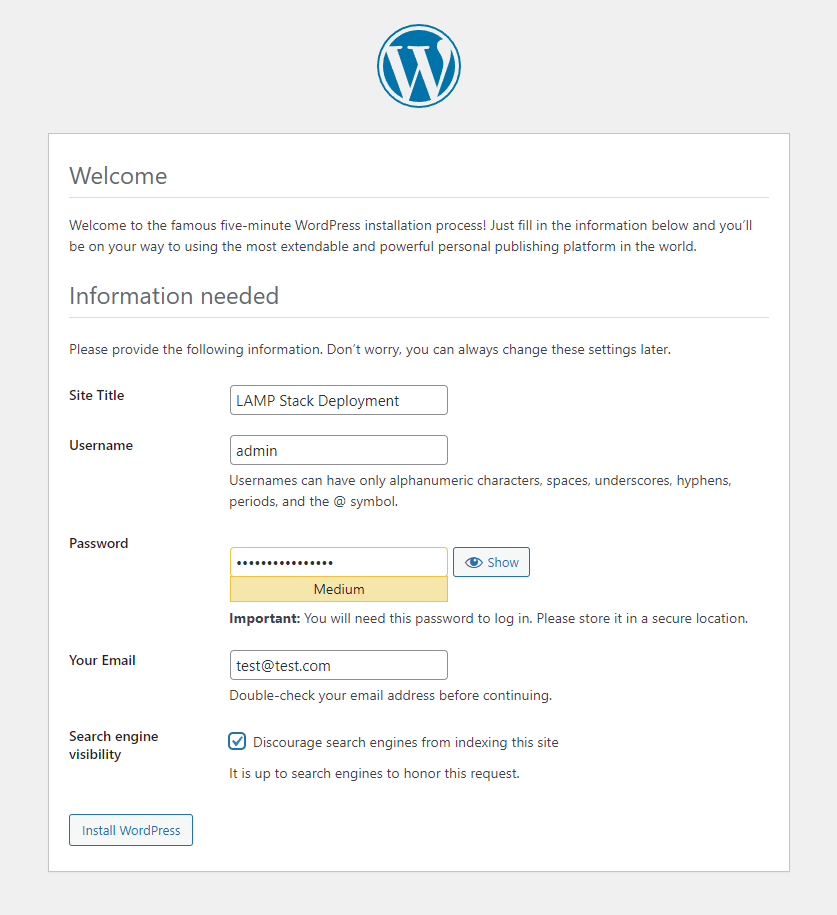 Welcome
Welcome to the famous five-minute WordPress installation process! Just fill in the information below and you’ll
be on your way to using the most extendable and powerful personal publishing platform in the world.
Information needed
Please provide the following information. Don’t worry, you can always change these settings later.
Site Title
LAMP Stack Deployment
Username
admin
Usernames can have only alphanumeric characters, spaces, underscores, hyphens,
periods, and the @ symbol.
Password
••••••••••••••••
Show
Medium
Important: You will need this password to log in. Please store it in a secure location.
Your Email
test@test.com
Double-check your email address before continuing.
Search engine
visibility
Discourage search engines from indexing this site
It is up to search engines to honor this request.
Install WordPress